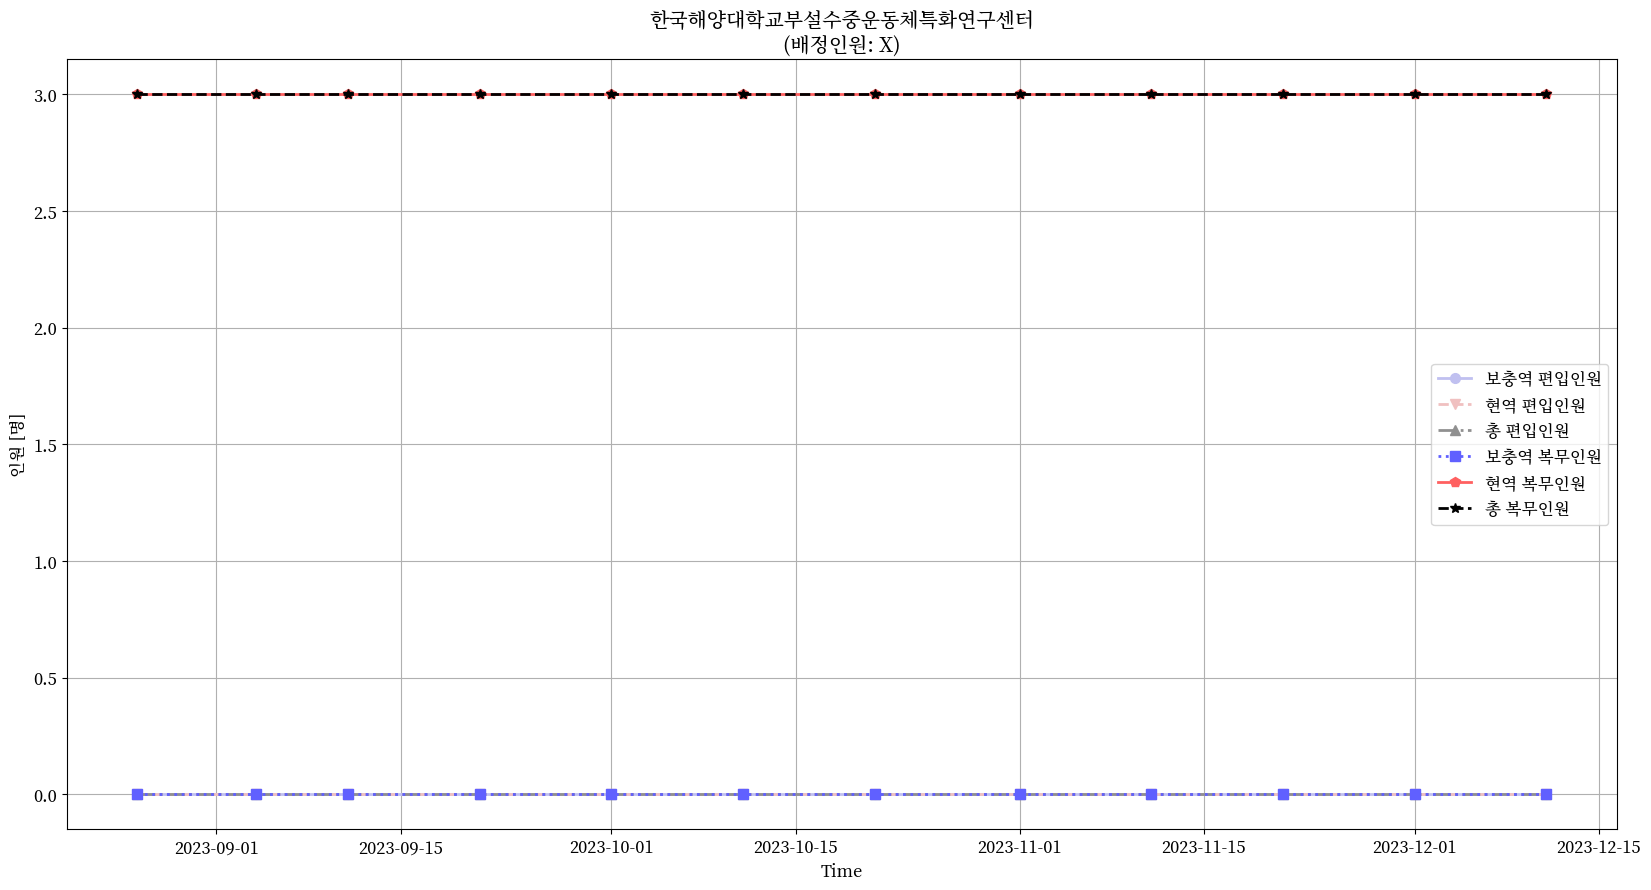 한국해양대학교부설수중운동체특화연구센터
(배정인원: X)
3.0
2.5
2.0
1.5
1.0
0.5
0.0
인원 [명]
보충역 편입인원
현역 편입인원
총 편입인원
보충역 복무인원
현역 복무인원
총 복무인원
2023-09-01 2023-09-15 2023-10-01 2023-10-15 2023-11-01 2023-11-15 2023-12-01 2023-12-15
Time